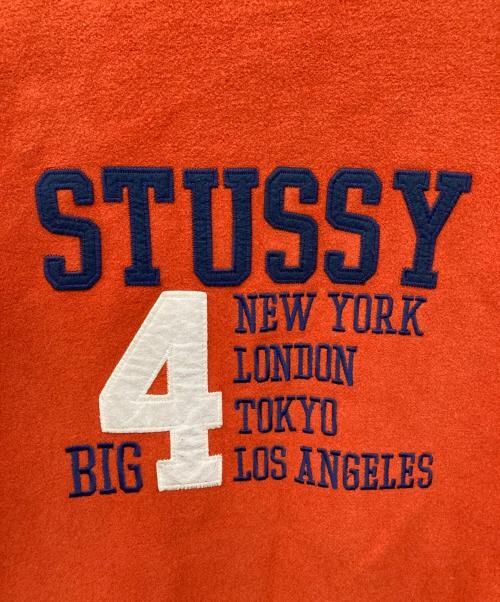 STUSSY
BIG 4
NEW YORK
LONDON
TOKYO
LOS ANGELES